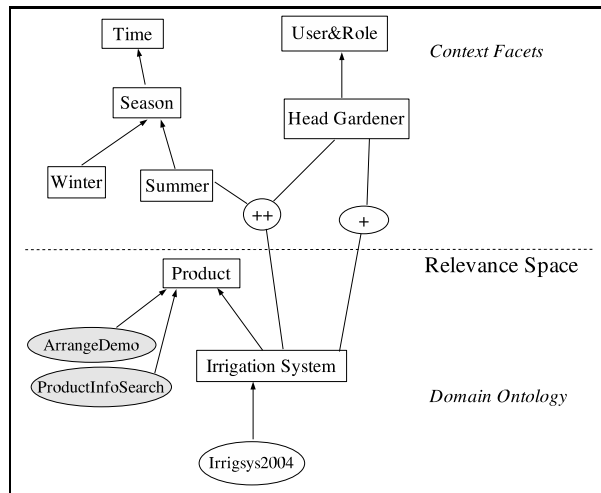 Time
User&Role
Context Facets
Season
Head Gardener
Winter
Summer
++
+
Relevance Space
Product
ArrangeDemo
Irrigation System
ProductInfoSearch
Domain Ontology
Irrigsys2004